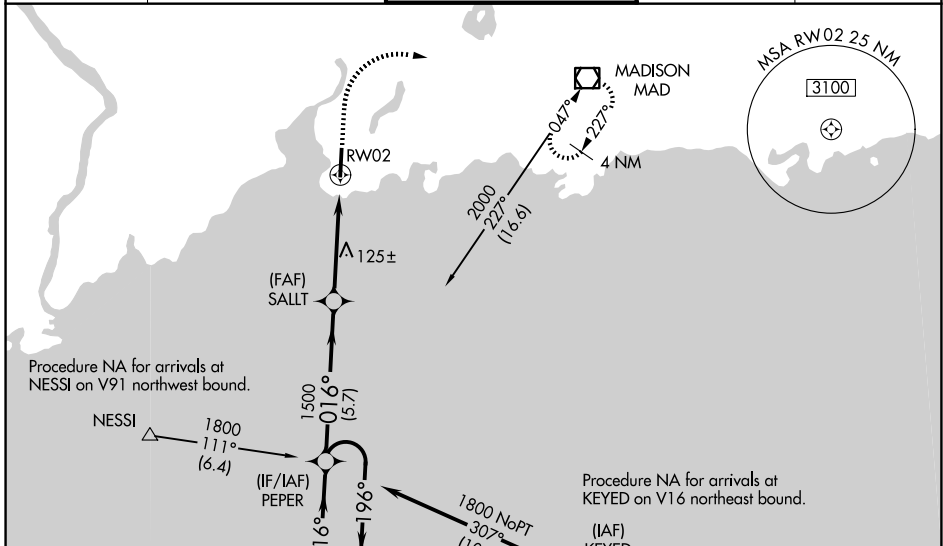 MSA RW02 25 NM
3100
MADISON
MAD
047°
227°
4 NM
RW02
2000
227°
(16.6)
125±
(FAF)
SALLT
Procedure NA for arrivals at
NESSI on V91 northwest bound.
1500
016°
(5.7)
NESSI
1800
111°
(6.4)
(IF/IAF)
PEPER
196°
Procedure NA for arrivals at
KEYED on V16 northeast bound.
1800 NoPT
307°
(IAF)